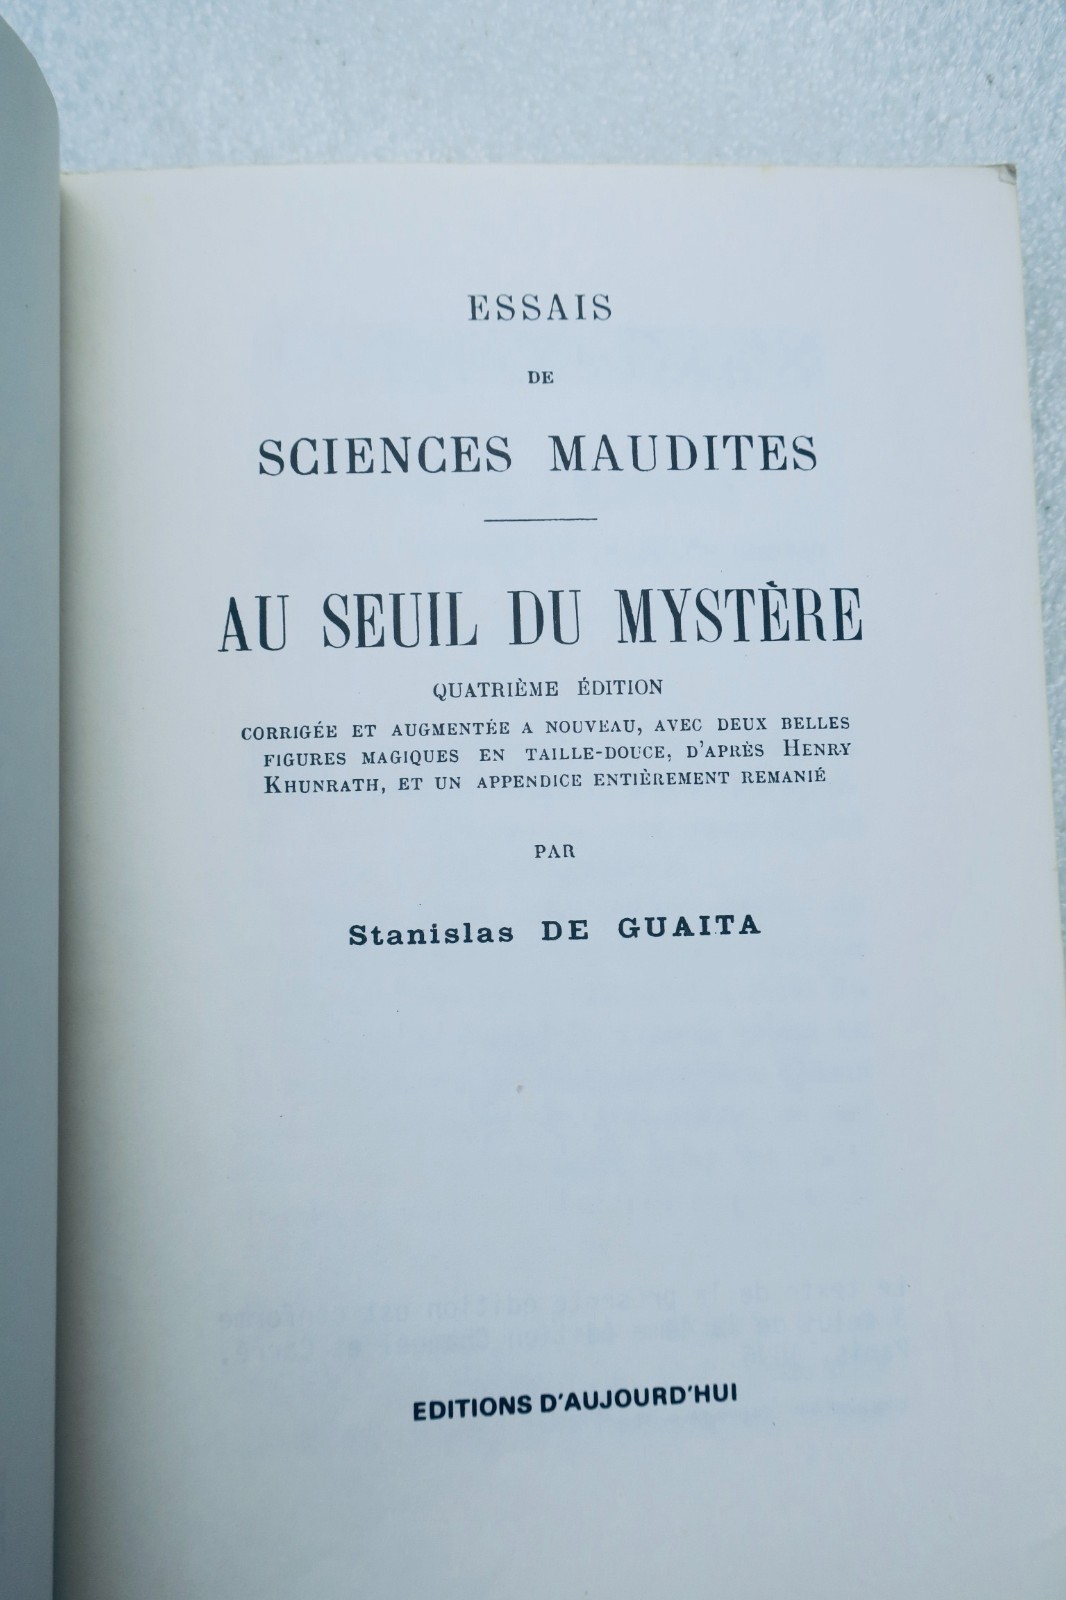 ESSAIS
DE
SCIENCES MAUDITES
AU SEUIL DU MYSTÈRE
QUATRIÈME ÉDITION
CORRIGÉE ET AUGMENTÉE A NOUVEAU, AVEC DEUX BELLES
FIGURES MAGIQUES EN TAILLE-DOUCE, D'APRÈS HENRY
KHUNRATH, ET UN APPENDICE ENTIÈREMENT REMANIÉ
PAR
Stanislas DE GUAITA
EDITIONS D'AUJOURD'HUI